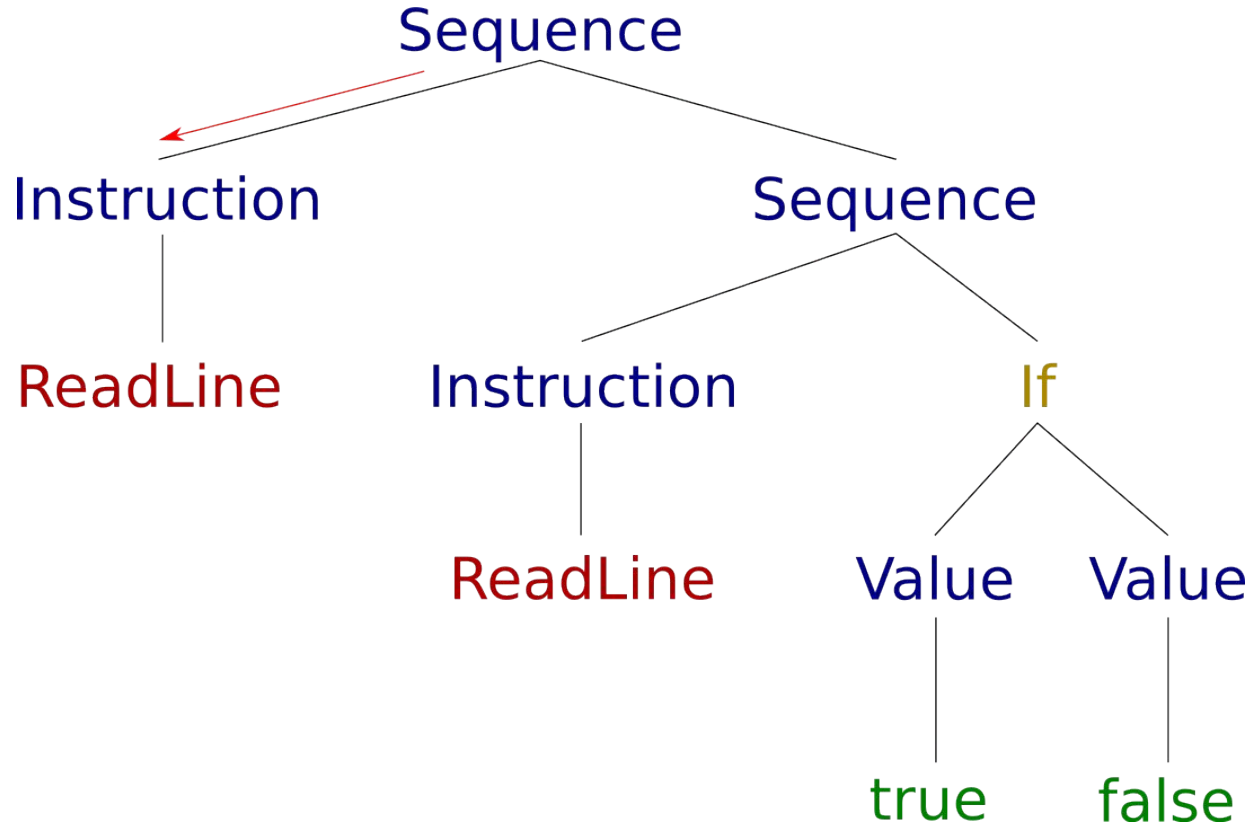 Sequence
Instruction Sequence
ReadLine Instruction If
ReadLine Value Value
true false